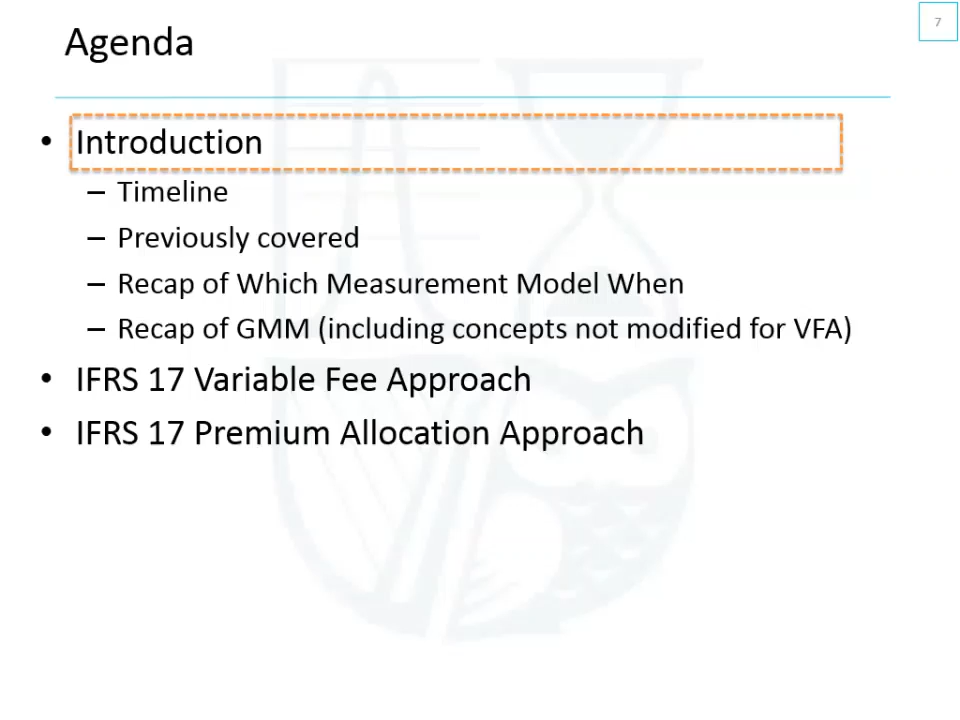 7
Agenda
• Introduction
– Timeline
– Previously covered
– Recap of Which Measurement Model When
– Recap of GMM (including concepts not modified for VFA)
• IFRS 17 Variable Fee Approach
• IFRS 17 Premium Allocation Approach